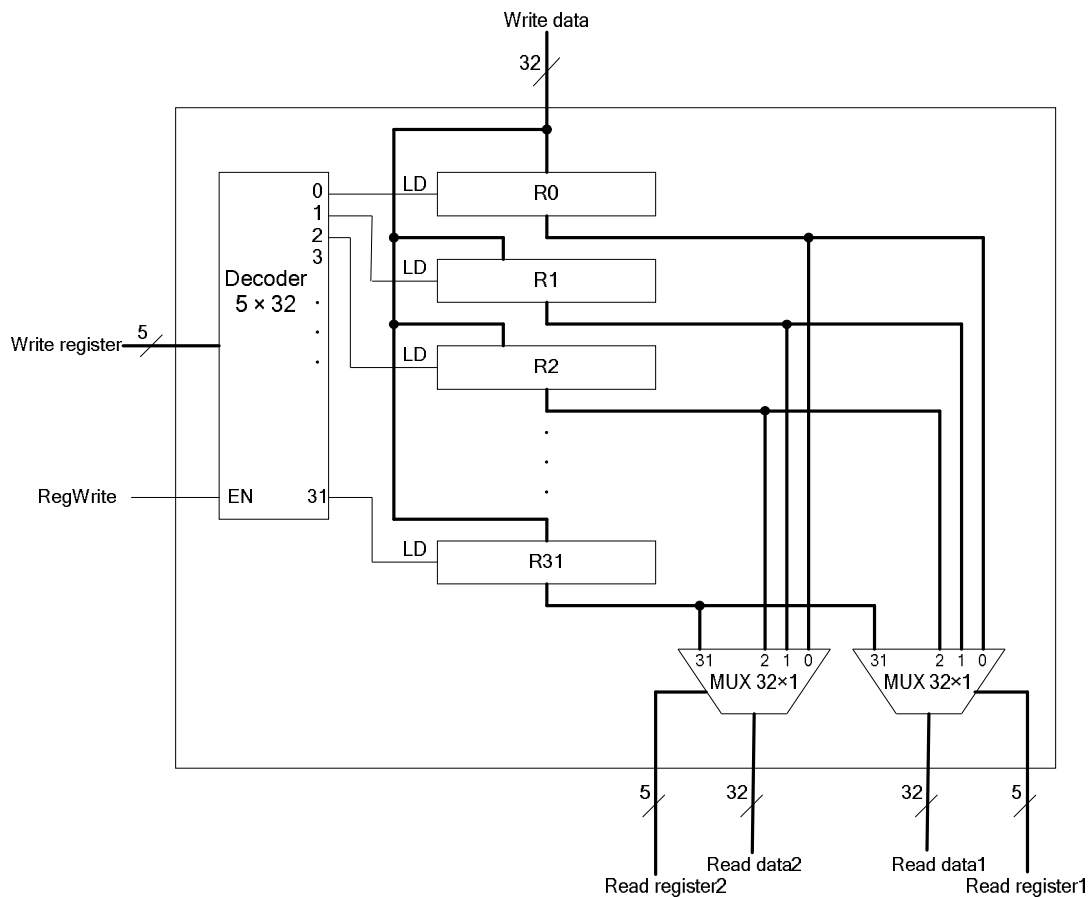 Write data
32
0
LD
R0
1
2
3
Decoder
5 × 32
LD
R1
5
Write register
LD
R2
RegWrite
EN
31
LD
R31
31
2
1
0
31
2
1
0
MUX 32×1
MUX 32×1
5
32
32
5
Read data2
Read data1
Read register2
Read register1